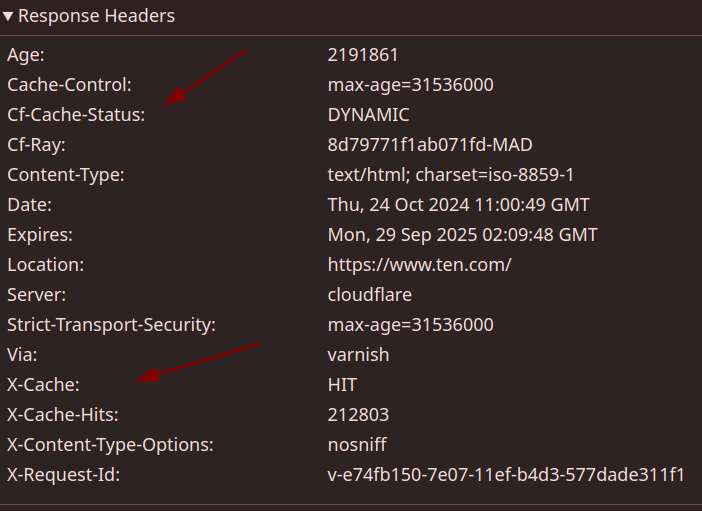 Response Headers
Age: 2191861
Cache-Control: max-age=31536000
Cf-Cache-Status: DYNAMIC
Cf-Ray: 8d79771f1ab071fd-MAD
Content-Type: text/html; charset=iso-8859-1
Date: Thu, 24 Oct 2024 11:00:49 GMT
Expires: Mon, 29 Sep 2025 02:09:48 GMT
Location: https://www.ten.com/
Server: cloudflare
Strict-Transport-Security: max-age=31536000
Via: varnish
X-Cache: HIT
X-Cache-Hits: 212803
X-Content-Type-Options: nosniff
X-Request-Id: v-e74fb150-7e07-11ef-b4d3-577dade311f1